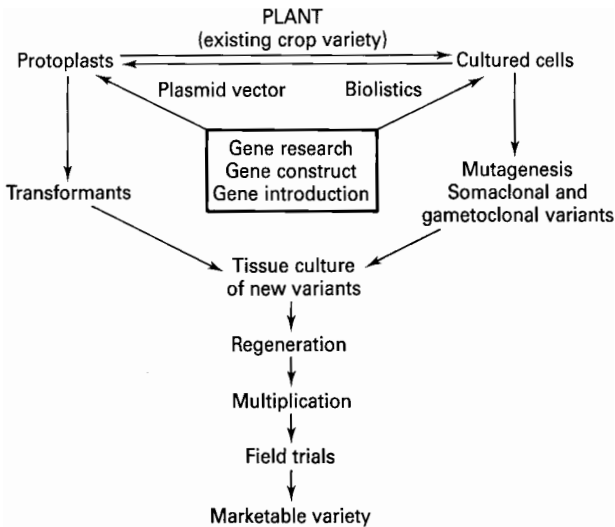 PLANT
(existing crop variety)
Protoplasts
Cultured cells
Plasmid vector
Biolistics
Gene research
Gene construct
Gene introduction
Transformants
Mutagenesis
Somaclonal and
gametoclonal variants
Tissue culture
of new variants
Regeneration
Multiplication
Field trials
Marketable variety